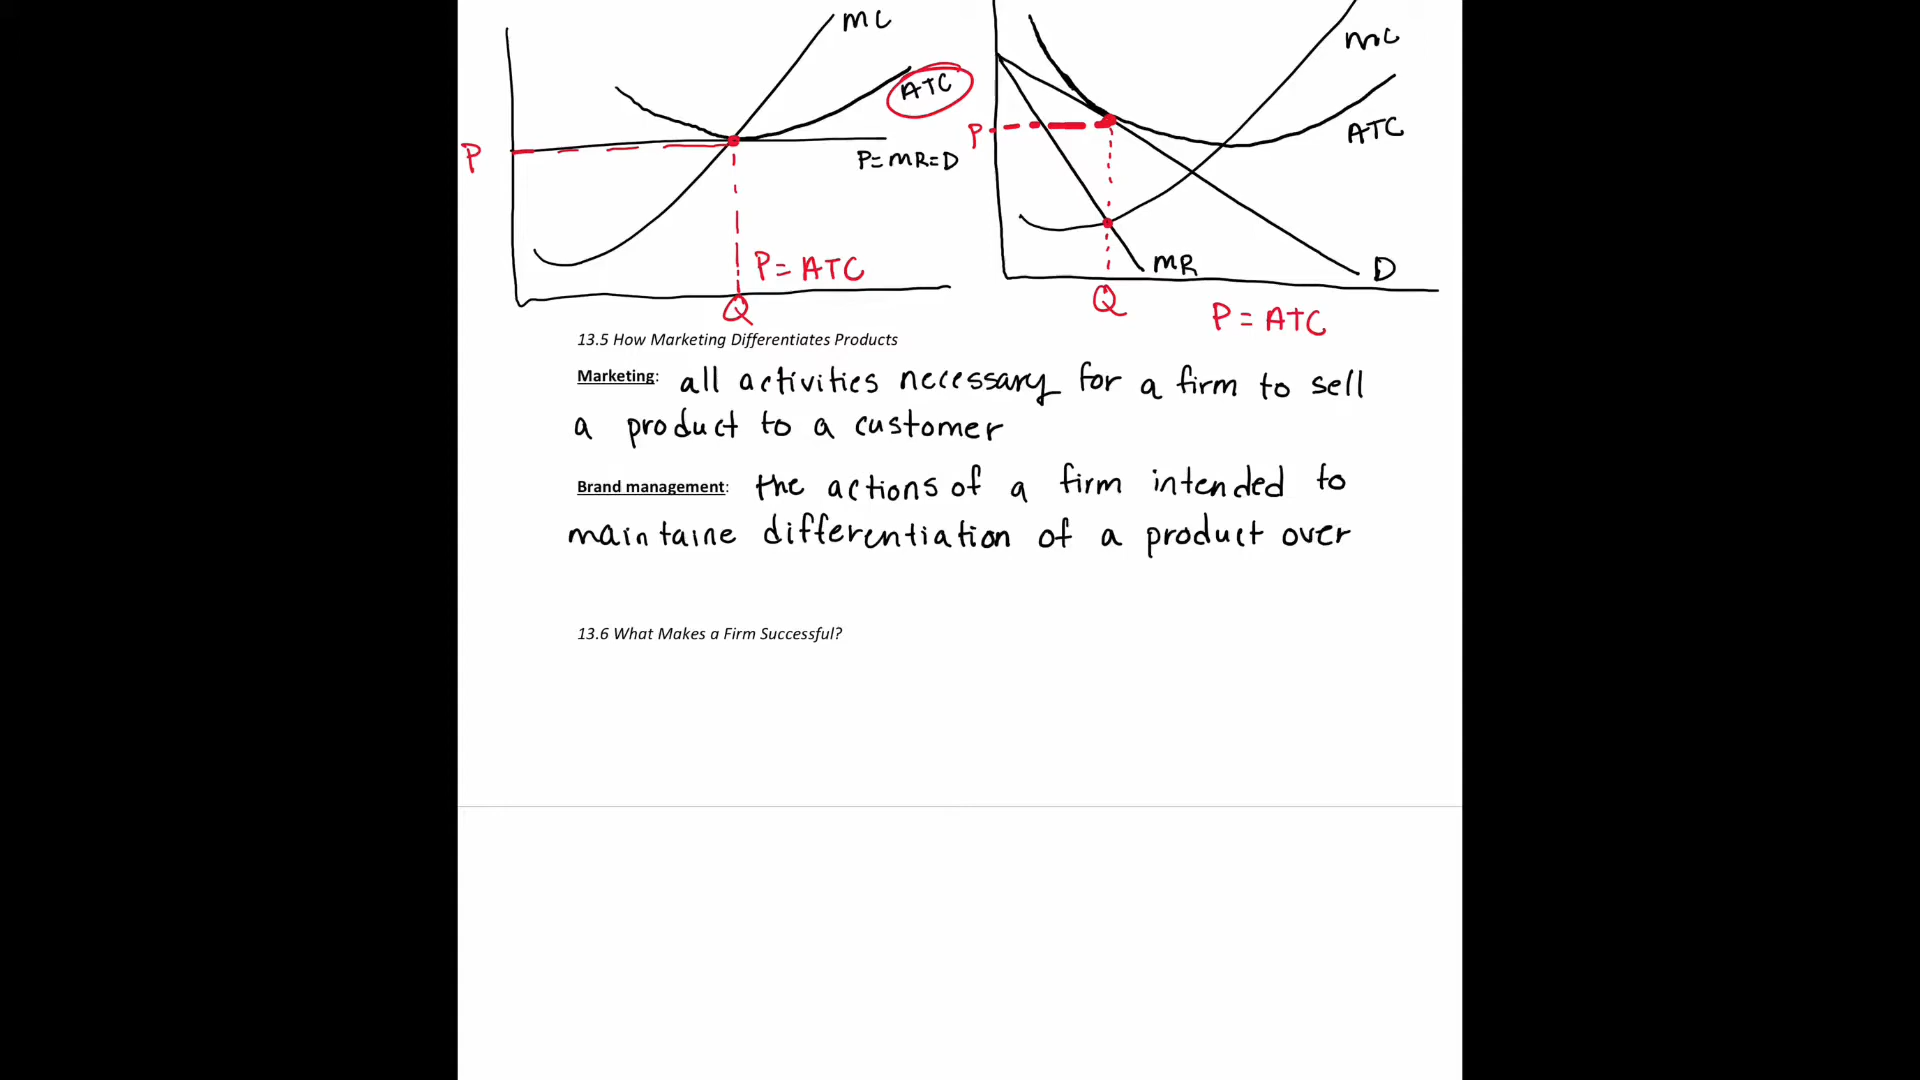 MC
MC
ATC
ATC
P
P
P=MR=D
P= ATC
MR
D
Q
Q
P = ATC
13.5 How Marketing Differentiates Products
Marketing: all activities necessary for a firm to sell
a product to a customer
Brand management: the actions of a firm intended to
maintaine differentiation of a product over
13.6 What Makes a Firm Successful?